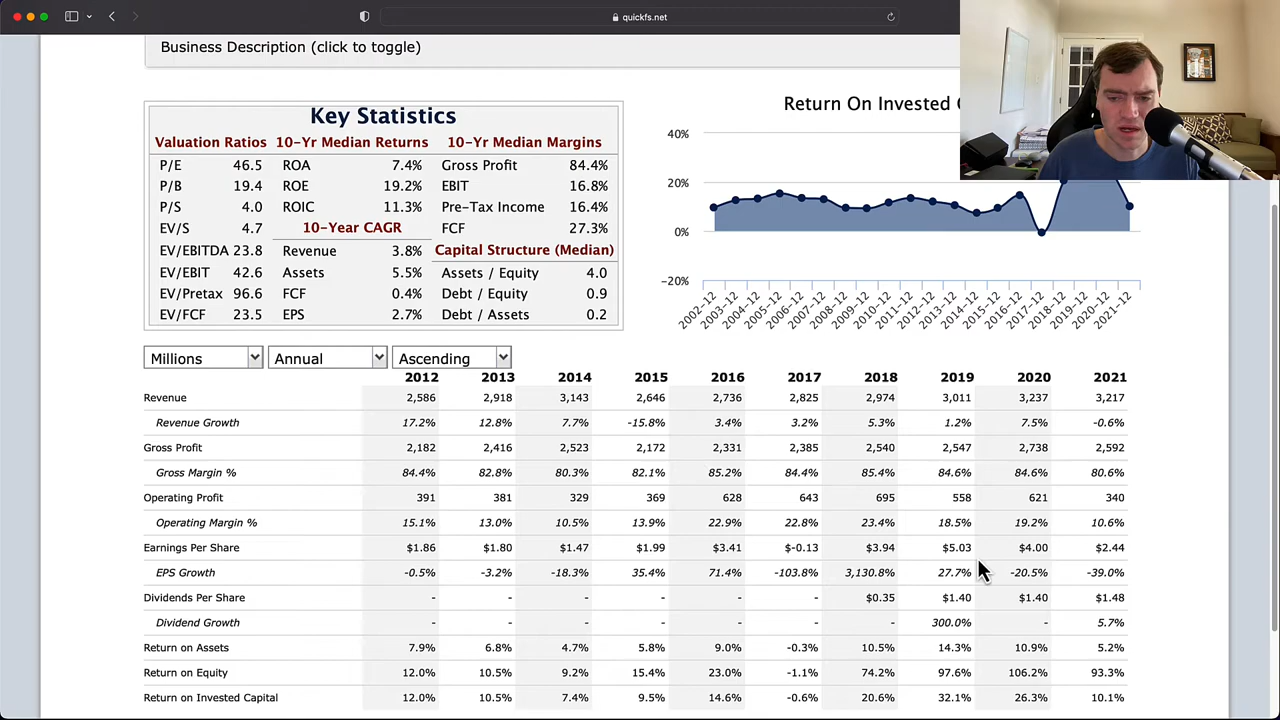 quickfs.net
Business Description (click to toggle)
Key Statistics
Valuation Ratios 10-Yr Median Returns 10-Yr Median Margins
P/E 46.5 ROA 7.4% Gross Profit 84.4%
P/B 19.4 ROE 19.2% EBIT 16.8%
P/S 4.0 ROIC 11.3% Pre-Tax Income 16.4%
EV/S 4.7 10-Year CAGR FCF 27.3%
EV/EBITDA 23.8 Revenue 3.8% Capital Structure (Median)
EV/EBIT 42.6 Assets 5.5% Assets / Equity 4.0
EV/Pretax 96.6 FCF 0.4% Debt / Equity 0.9
EV/FCF 23.5 EPS 2.7% Debt / Assets 0.2
Return On Invested
40%
20%
0%
-20%
2002-12 2003-12 2004-12 2005-12 2006-12 2007-12 2008-12 2009-12 2010-12 2011-12 2012-12 2013-12 2014-12 2015-12 2016-12 2017-12 2018-12 2019-12 2020-12 2021-12
Millions Annual Ascending
2012 2013 2014 2015 2016 2017 2018 2019 2020 2021
Revenue 2,586 2,918 3,143 2,646 2,736 2,825 2,974 3,011 3,237 3,217
Revenue Growth 17.2% 12.8% 7.7% -15.8% 3.4% 3.2% 5.3% 1.2% 7.5% -0.6%
Gross Profit 2,182 2,416 2,523 2,172 2,331 2,385 2,540 2,547 2,738 2,592
Gross Margin % 84.4% 82.8% 80.3% 82.1% 85.2% 84.4% 85.4% 84.6% 84.6% 80.6%
Operating Profit 391 381 329 369 628 643 695 558 621 340
Operating Margin % 15.1% 13.0% 10.5% 13.9% 22.9% 22.8% 23.4% 18.5% 19.2% 10.6%
Earnings Per Share $1.86 $1.80 $1.47 $1.99 $3.41 $-0.13 $3.94 $5.03 $4.00 $2.44
EPS Growth -0.5% -3.2% -18.3% 35.4% 71.4% -103.8% 3,130.8% 27.7% -20.5% -39.0%
Dividends Per Share - - - - - - $0.35 $1.40 $1.40 $1.48
Dividend Growth - - - - - - - 300.0% - 5.7%
Return on Assets 7.9% 6.8% 4.7% 5.8% 9.0% -0.3% 10.5% 14.3% 10.9% 5.2%
Return on Equity 12.0% 10.5% 9.2% 15.4% 23.0% -1.1% 74.2% 97.6% 106.2% 93.3%
Return on Invested Capital 12.0% 10.5% 7.4% 9.5% 14.6% -0.6% 20.6% 32.1% 26.3% 10.1%